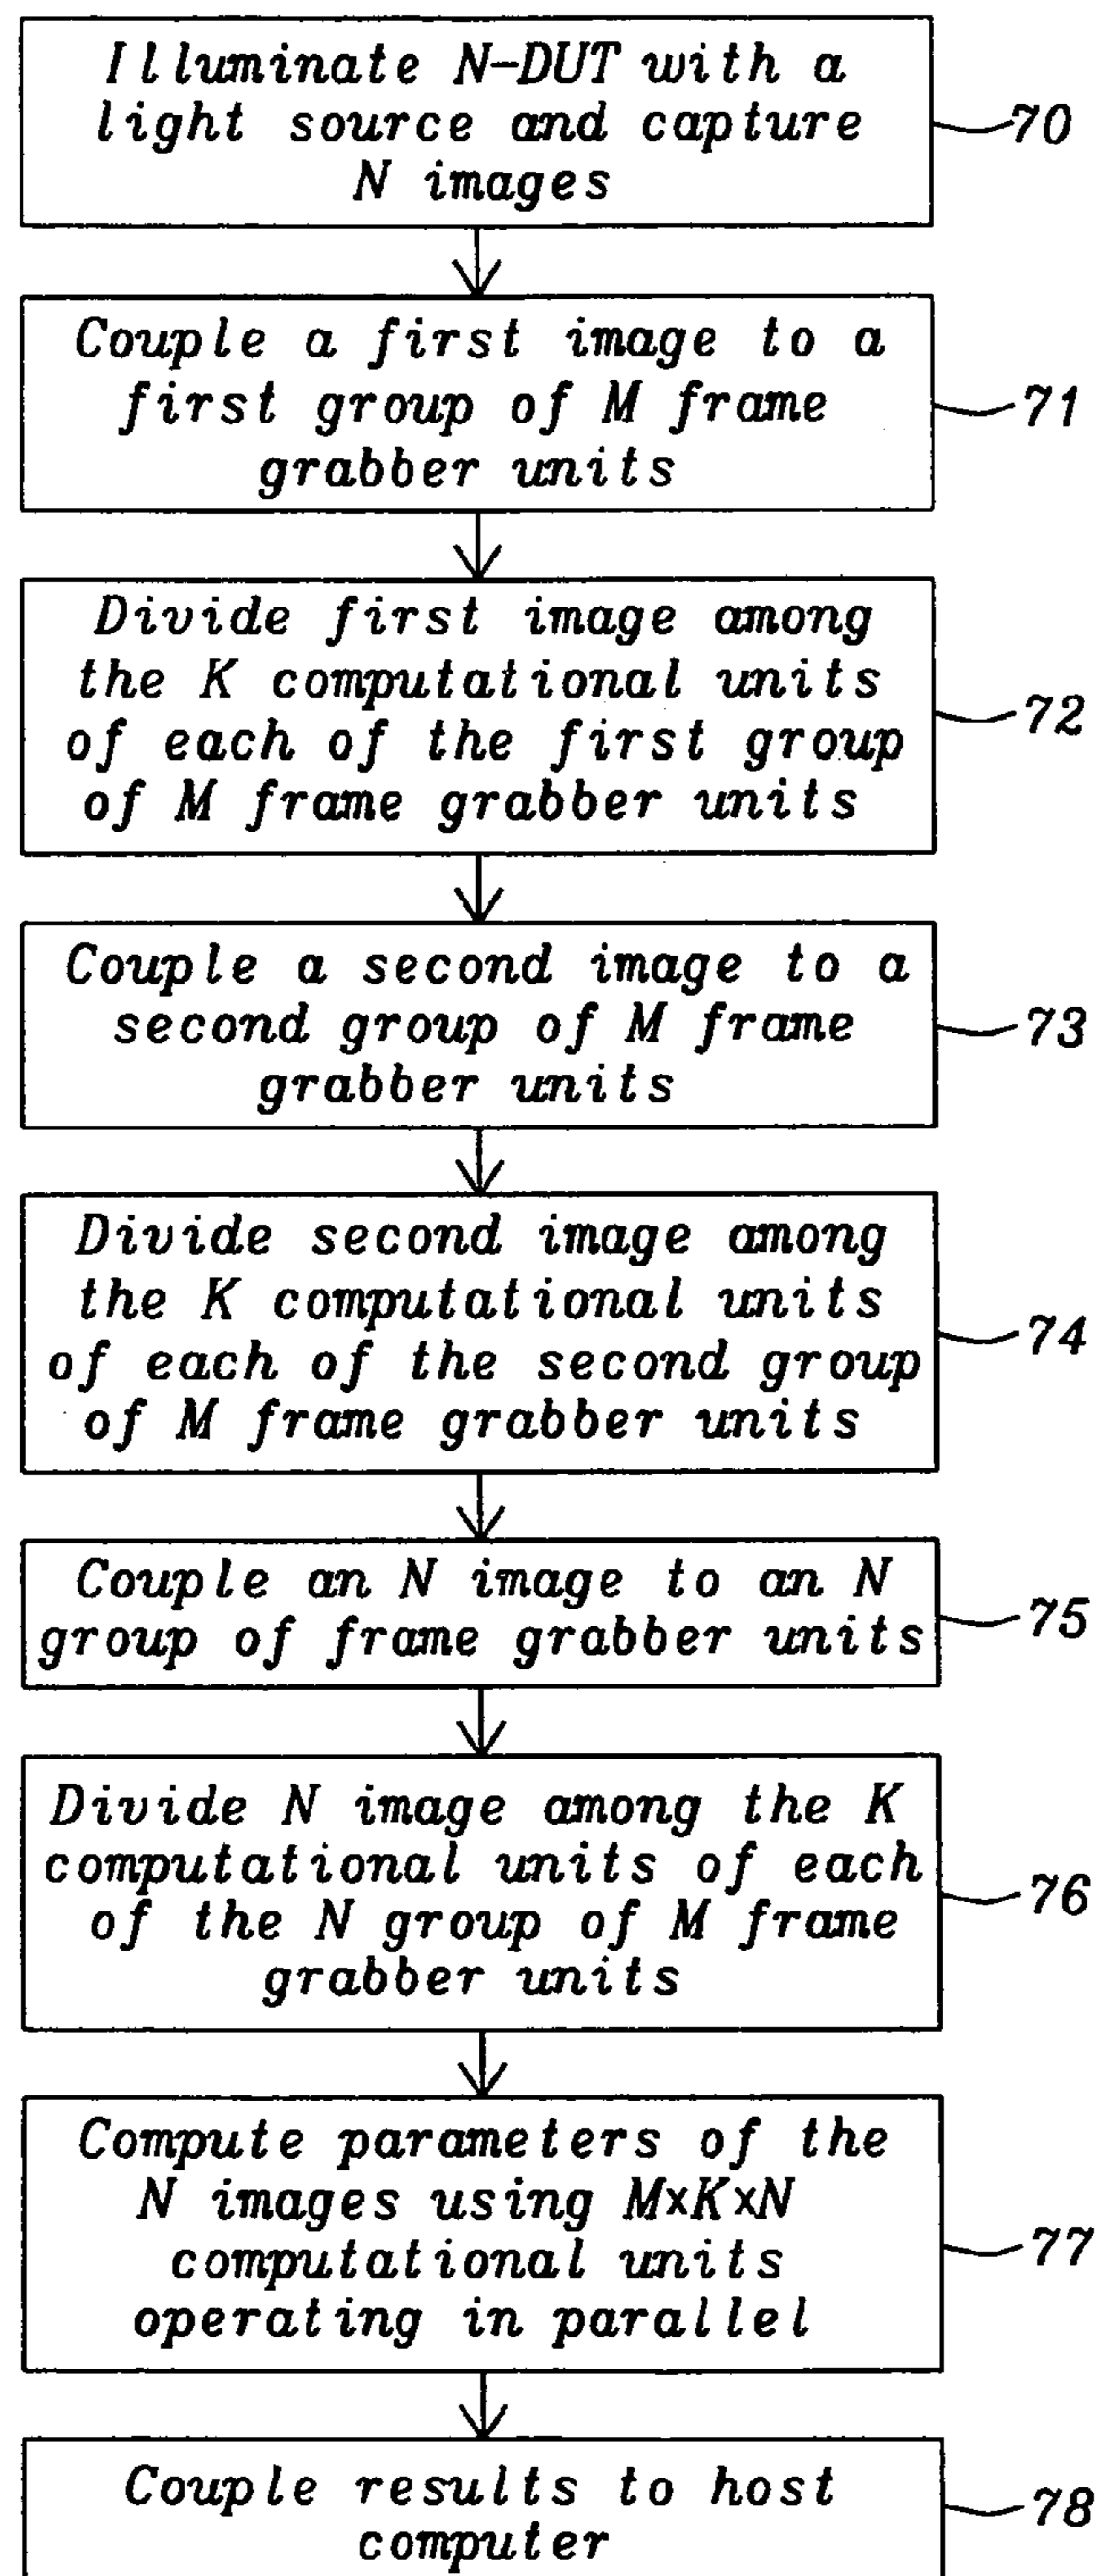 Illuminate N-DUT with a
light source and capture
N images
70
Couple a first image to a
first group of M frame
grabber units
71
Divide first image among
the K computational units
of each of the first group
of M frame grabber units
72
Couple a second image to a
second group of M frame
grabber units
73
Divide second image among
the K computational units
of each of the second group
of M frame grabber units
74
Couple an N image to an N
group of frame grabber units
75
Divide N image among the K
computational units of each
of the N group of M frame
grabber units
76
Compute parameters of the
N images using M×K×N
computational units
operating in parallel
77
Couple results to host
computer
78